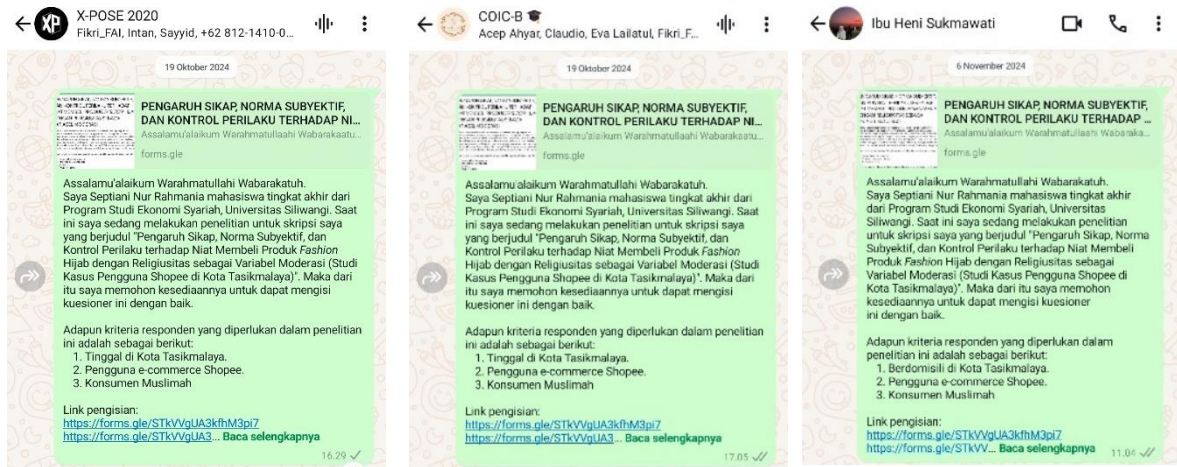 X-POSE 2020
Fikri_FAI, Intan, Sayyid, +62 812-1410-0...
19 Oktober 2024
PENGARUH SIKAP, NORMA SUBYEKTIF,
DAN KONTROL PERILAKU TERHADAP NI...
Assalamu'alaikum Warahmatullaahi Wabarakaatu...
forms.gle
Assalamu'alaikum Warahmatullahi Wabarakatuh.
Saya Septiani Nur Rahmania mahasiswa tingkat akhir dari
Program Studi Ekonomi Syariah, Universitas Siliwangi. Saat
ini saya sedang melakukan penelitian untuk skripsi saya
yang berjudul "Pengaruh Sikap, Norma Subyektif, dan
Kontrol Perilaku terhadap Niat Membeli Produk Fashion
Hijab dengan Religiusitas sebagai Variabel Moderasi (Studi
Kasus Pengguna Shopee di Kota Tasikmalaya)". Maka dari
itu saya memohon kesediaannya untuk dapat mengisi
kuesioner ini dengan baik.
Adapun kriteria responden yang diperlukan dalam penelitian
ini adalah sebagai berikut:
1. Tinggal di Kota Tasikmalaya.
2. Pengguna e-commerce Shopee.
3. Konsumen Muslimah
Link pengisian:
https://forms.gle/STkVVgUA3kfhM3pi7
https://forms.gle/STkVVgUA3... Baca selengkapnya
16.29
COIC-B
Acep Ahyar, Claudio, Eva Lailatul, Fikri_F...
19 Oktober 2024
PENGARUH SIKAP, NORMA SUBYEKTIF,
DAN KONTROL PERILAKU TERHADAP NI...
Assalamu'alaikum Warahmatullaahi Wabarakaatu...
forms.gle
Assalamu'alaikum Warahmatullahi Wabarakatuh.
Saya Septiani Nur Rahmania mahasiswa tingkat akhir dari
Program Studi Ekonomi Syariah, Universitas Siliwangi. Saat
ini saya sedang melakukan penelitian untuk skripsi saya
yang berjudul "Pengaruh Sikap, Norma Subyektif, dan
Kontrol Perilaku terhadap Niat Membeli Produk Fashion
Hijab dengan Religiusitas sebagai Variabel Moderasi (Studi
Kasus Pengguna Shopee di Kota Tasikmalaya)". Maka dari
itu saya memohon kesediaannya untuk dapat mengisi
kuesioner ini dengan baik.
Adapun kriteria responden yang diperlukan dalam penelitian
ini adalah sebagai berikut:
1. Tinggal di Kota Tasikmalaya.
2. Pengguna e-commerce Shopee.
3. Konsumen Muslimah
Link pengisian:
https://forms.gle/STkVVgUA3kfhM3pi7
https://forms.gle/STkVVgUA3... Baca selengkapnya
17.05
Ibu Heni Sukmawati
6 November 2024
PENGARUH SIKAP, NORMA SUBYEKTIF,
DAN KONTROL PERILAKU TERHADAP ...
Assalamu'alaikum Warahmatullaahi Wabaraka...
forms.gle
Assalamu'alaikum Warahmatullahi Wabarakatuh.
Saya Septiani Nur Rahmania mahasiswa tingkat akhir
dari Program Studi Ekonomi Syariah, Universitas
Siliwangi. Saat ini saya sedang melakukan penelitian
untuk skripsi saya yang berjudul "Pengaruh Sikap, Norma
Subyektif, dan Kontrol Perilaku terhadap Niat Membeli
Produk Fashion Hijab dengan Religiusitas sebagai
Variabel Moderasi (Studi Kasus Pengguna Shopee di
Kota Tasikmalaya)". Maka dari itu saya memohon
kesediaannya untuk dapat mengisi kuesioner
ini dengan baik.
Adapun kriteria responden yang diperlukan dalam
penelitian ini adalah sebagai berikut:
1. Berdomisili di Kota Tasikmalaya.
2. Pengguna e-commerce Shopee.
3. Konsumen Muslimah
Link pengisian:
https://forms.gle/STkVVgUA3kfhM3pi7
https://forms.gle/STkVV... Baca selengkapnya
11.04